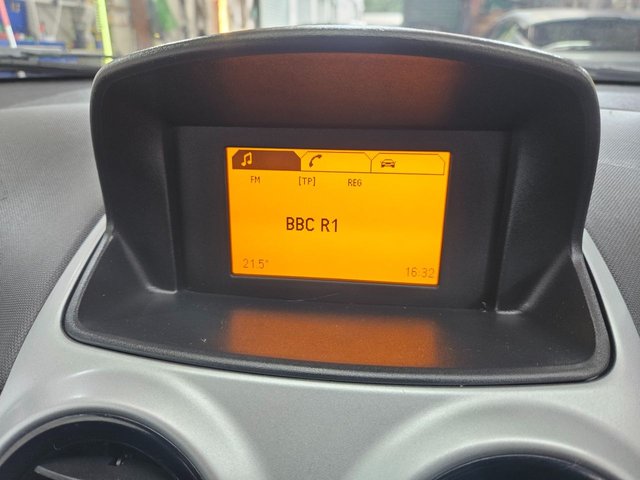 FM [TP] REG
BBC R1
21.5° 16:32